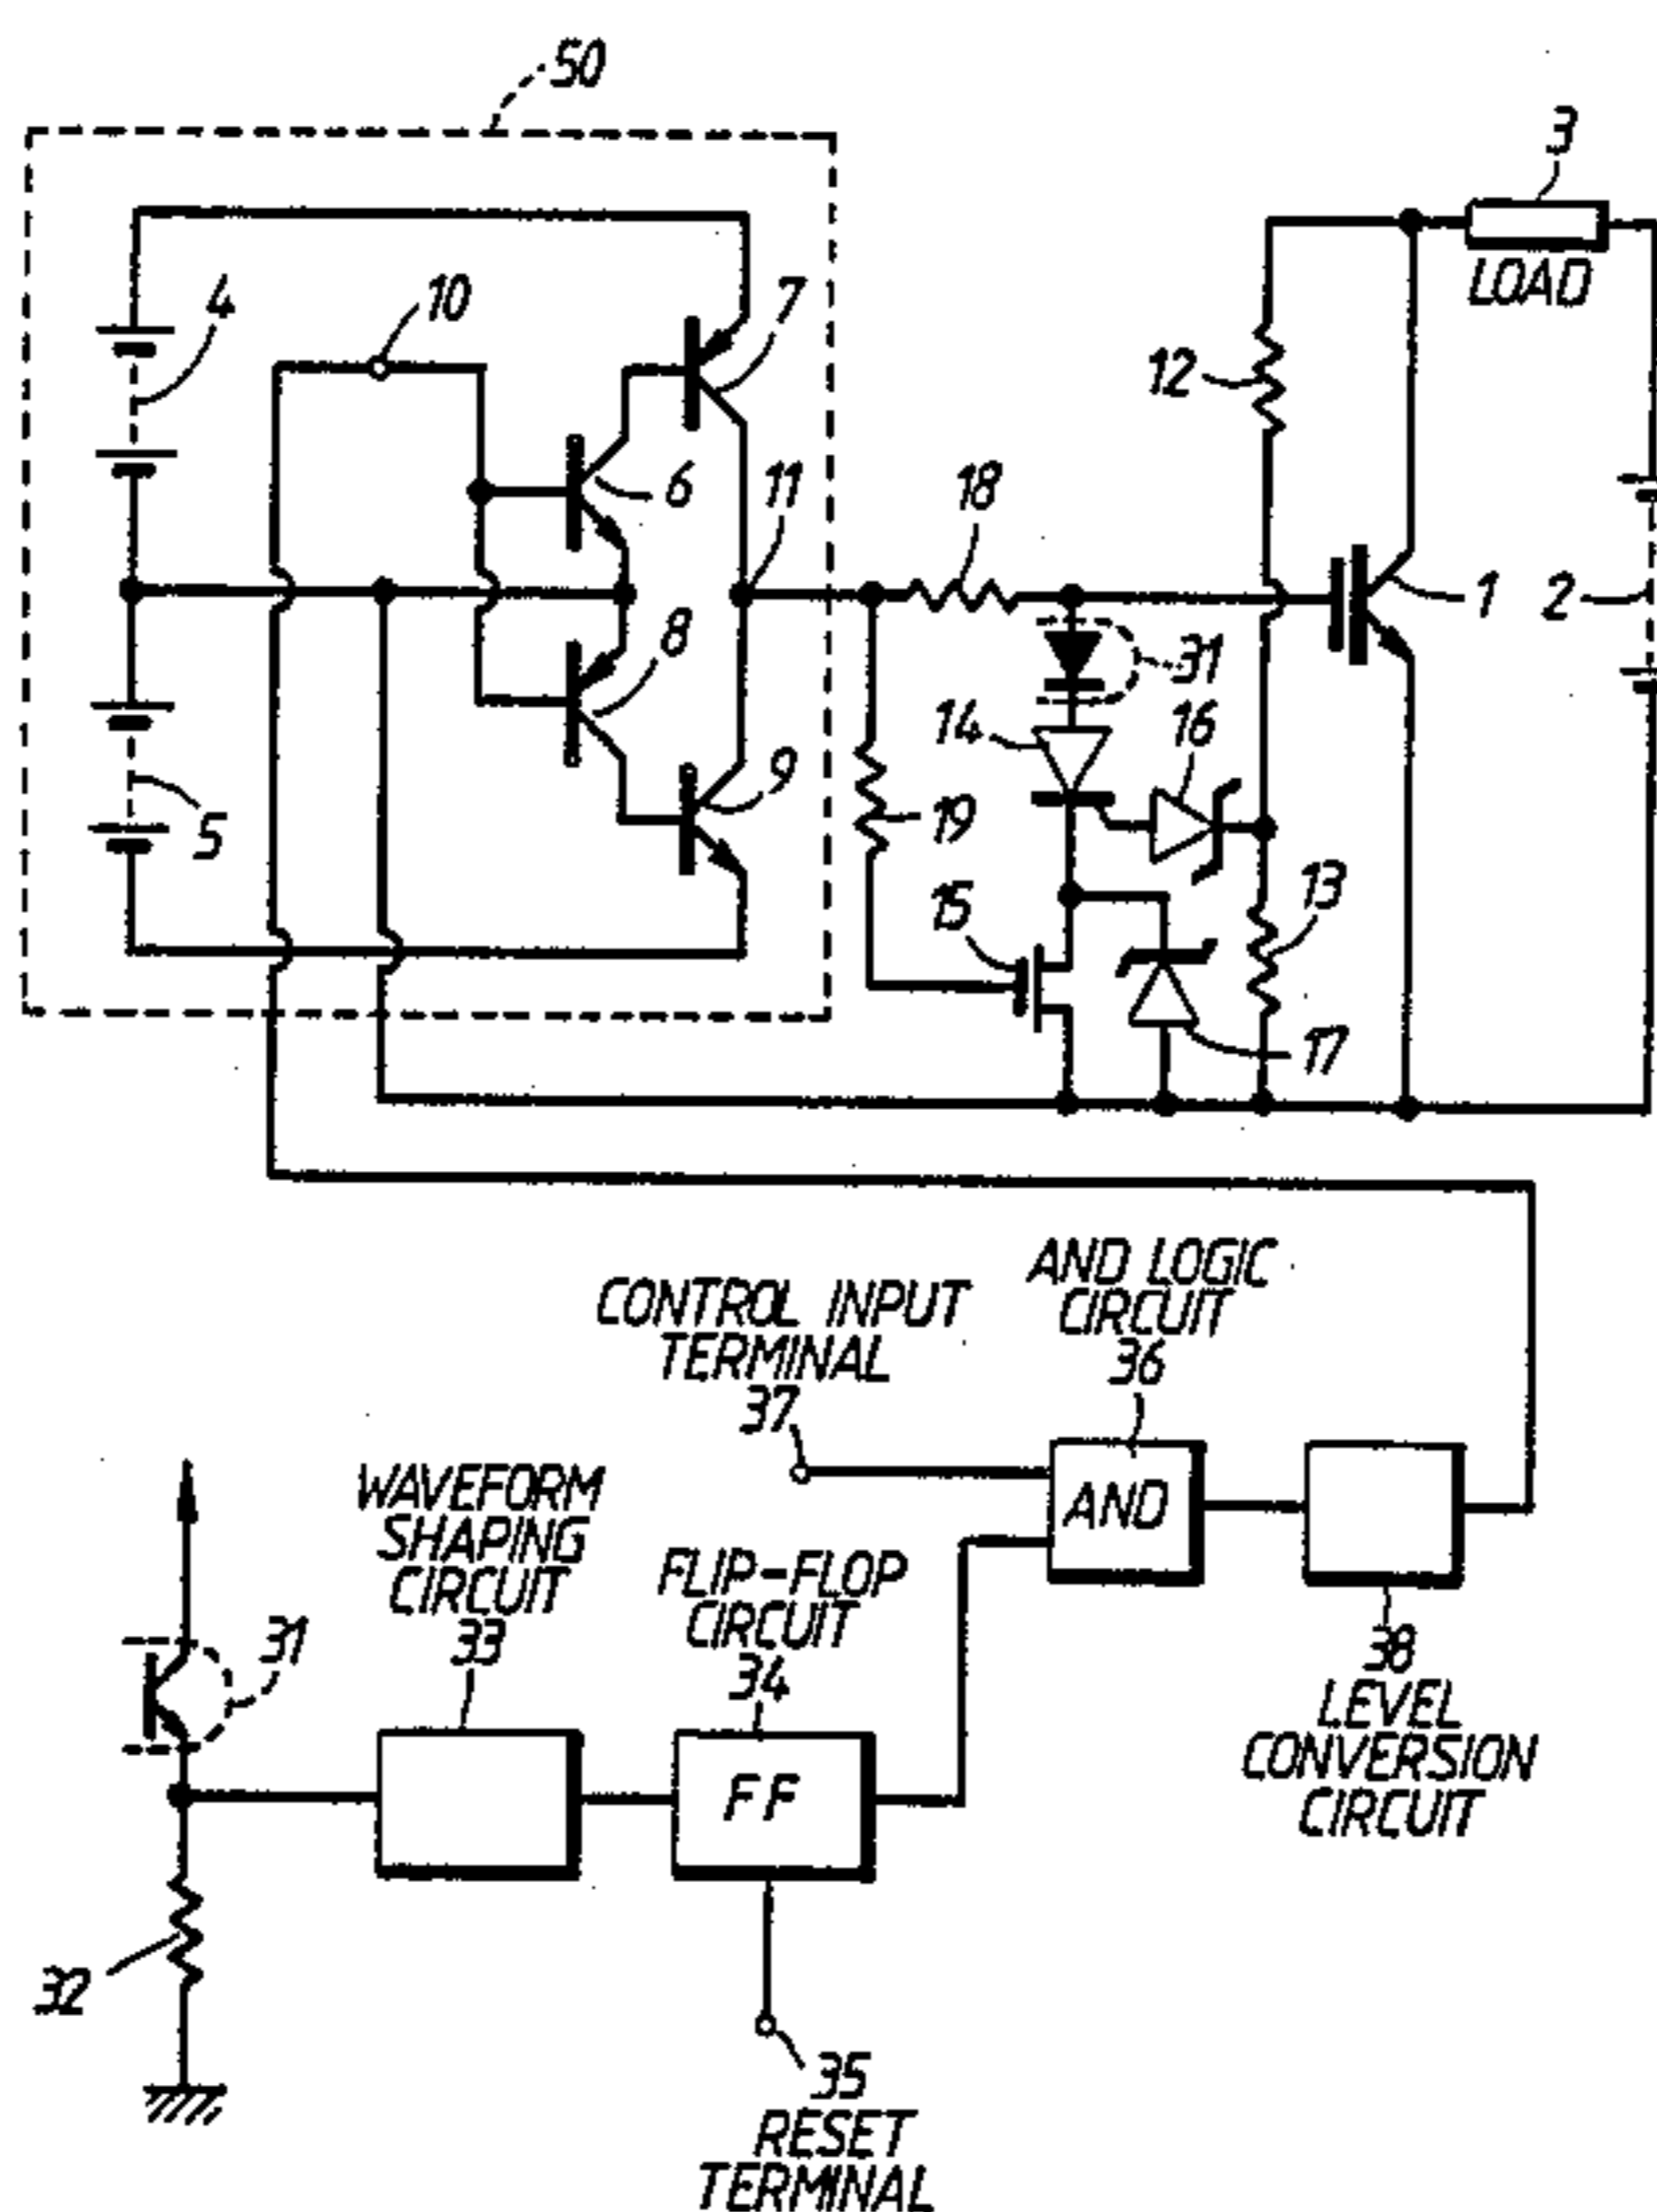 50
3
LOAD
4
10
7
12
6
11
18
1
2
8
31
14
16
5
9
19
15
13
17
CONTROL INPUT
TERMINAL
37
AND LOGIC
CIRCUIT
36
AND
WAVEFORM
SHAPING
CIRCUIT
33
FLIP-FLOP
CIRCUIT
34
31
FF
38
LEVEL
CONVERSION
CIRCUIT
32
35
RESET
TERMINAL